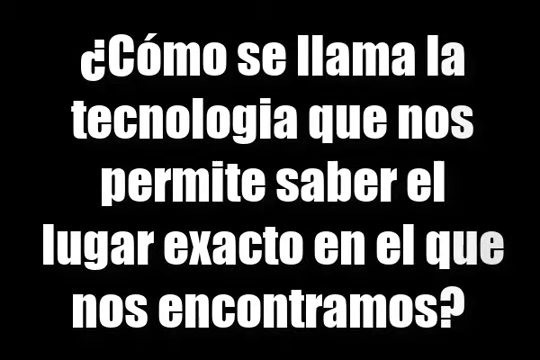 ¿Cómo se llama la
tecnologia que nos
permite saber el
lugar exacto en el que
nos encontramos?